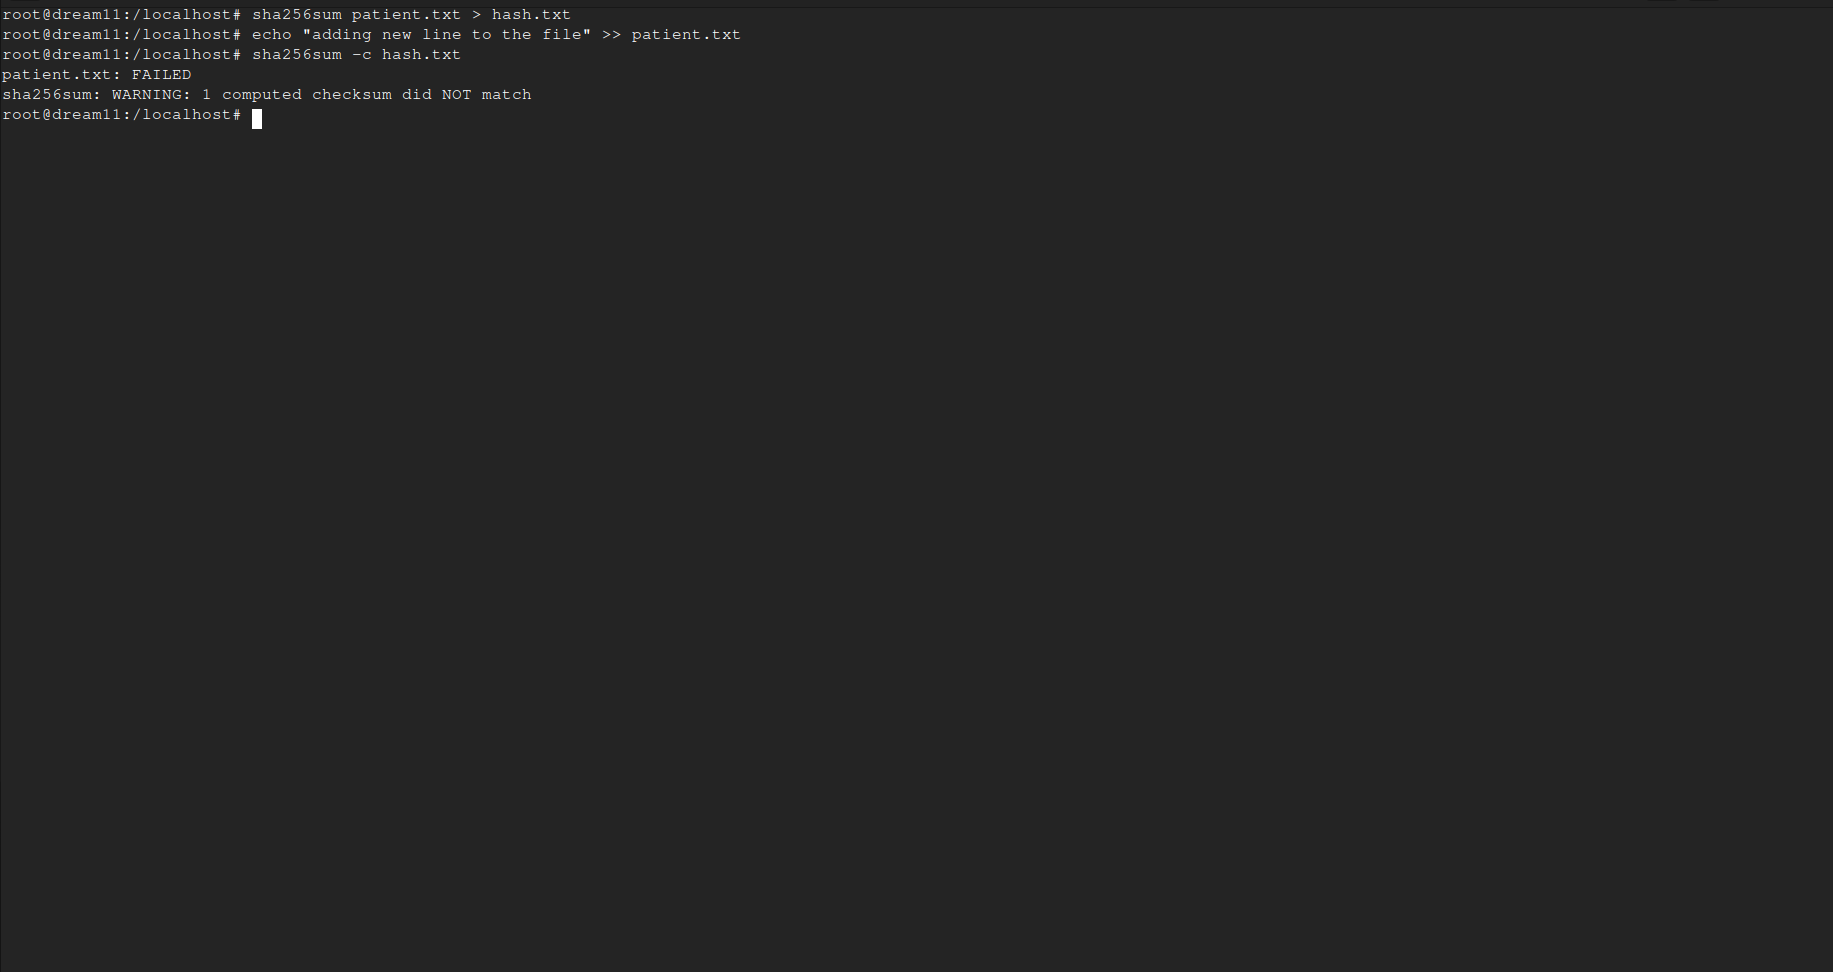 root@dream11:/localhost# sha256sum patient.txt > hash.txt
root@dream11:/localhost# echo "adding new line to the file" >> patient.txt
root@dream11:/localhost# sha256sum -c hash.txt
patient.txt: FAILED
sha256sum: WARNING: 1 computed checksum did NOT match
root@dream11:/localhost#